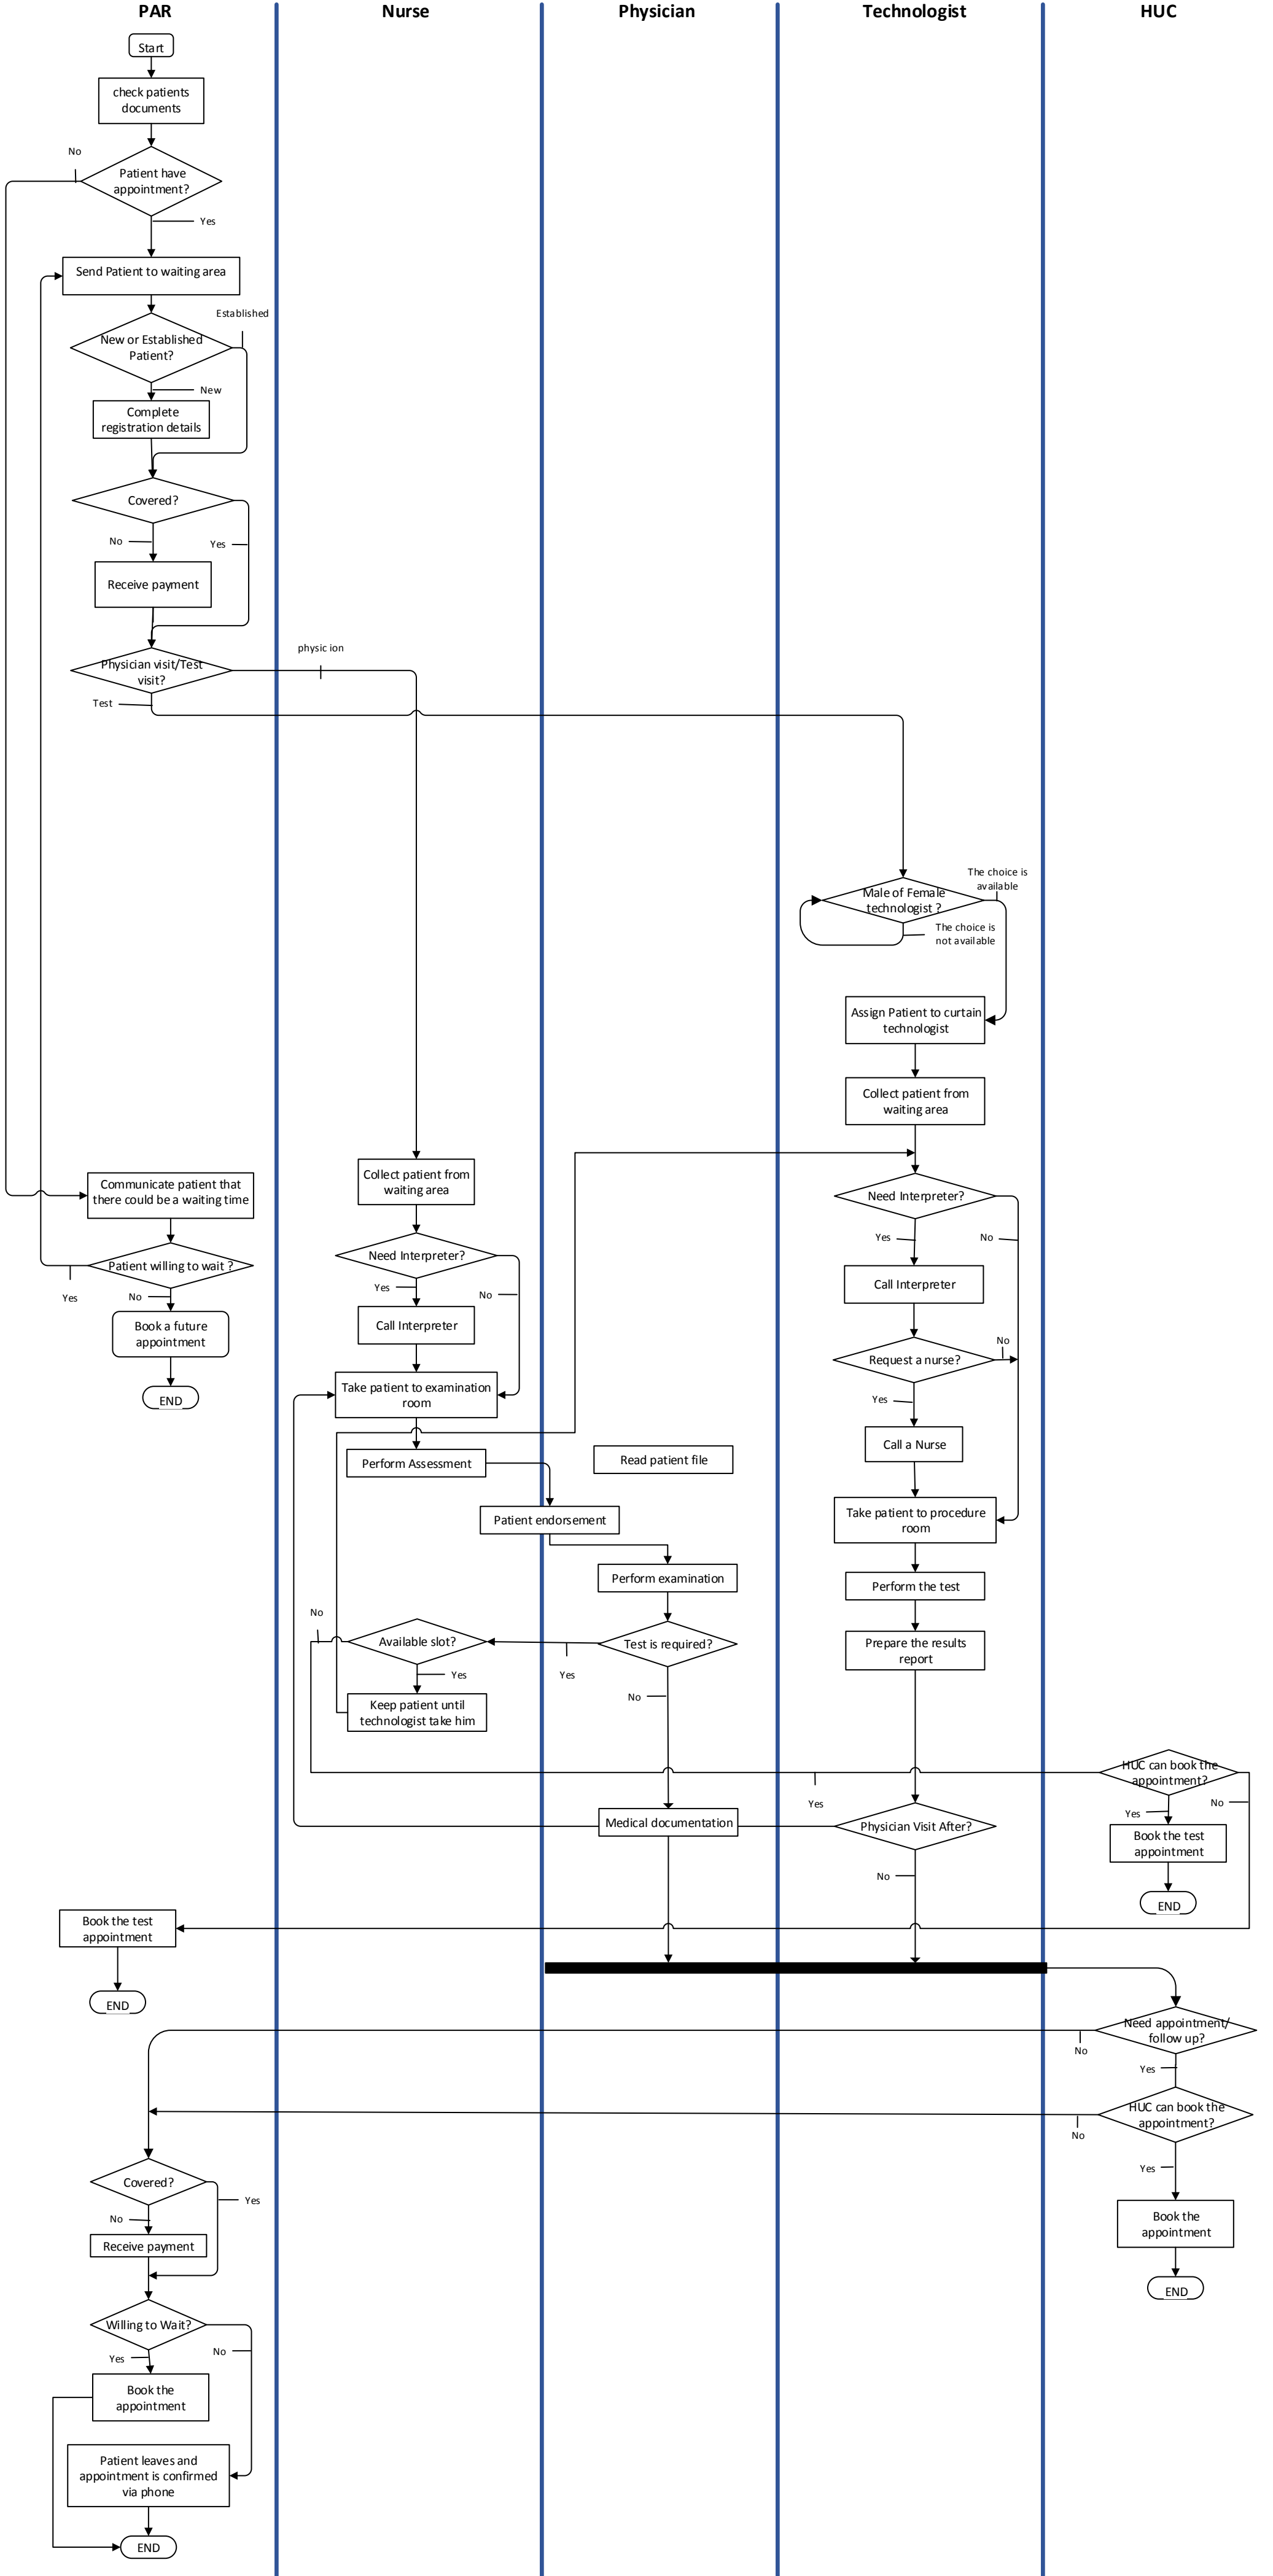 PAR
Nurse
Physician
Technologist
HUC
Start
check patients
documents
No
Patient have
appointment?
Yes
Send Patient to waiting area
Established
New or Established
Patient?
New
Complete
registration details
Covered?
No
Yes
Receive payment
physic ion
Physician visit/Test
visit?
Test
The choice is
available
Male of Female
technologist ?
The choice is
not available
Assign Patient to curtain
technologist
Collect patient from
waiting area
Communicate patient that
there could be a waiting time
Collect patient from
waiting area
Need Interpreter?
Patient willing to wait ?
Need Interpreter?
Yes
No
Yes
No
Yes
No
Call Interpreter
Book a future
appointment
Call Interpreter
No
Request a nurse?
Take patient to examination
room
END
Yes
Call a Nurse
Perform Assessment
Read patient file
Patient endorsement
Take patient to procedure
room
Perform examination
Perform the test
No
Available slot?
Test is required?
Prepare the results
report
Yes
Yes
No
Keep patient until
technologist take him
HUC can book the
appointment?
Yes
No
Yes
Medical documentation
Physician Visit After?
Book the test
appointment
No
END
Book the test
appointment
END
Need appointment/
follow up?
No
Yes
HUC can book the
appointment?
No
Yes
Covered?
Yes
No
Receive payment
Book the
appointment
END
Willing to Wait?
No
Yes
Book the
appointment
Patient leaves and
appointment is confirmed
via phone
END